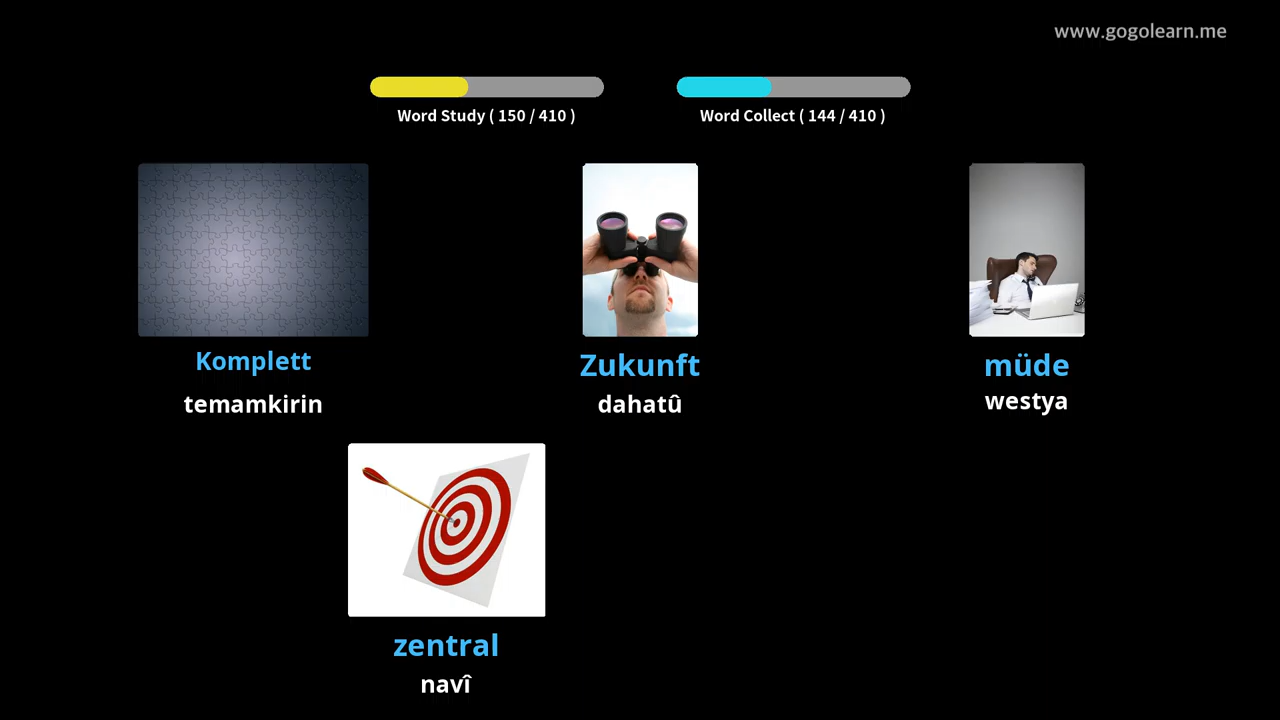 www.gogolearn.me
Word Study ( 150 / 410 )
Word Collect ( 144 / 410 )
Komplett
temamkirin
Zukunft
dahatû
müde
westya
zentral
navî